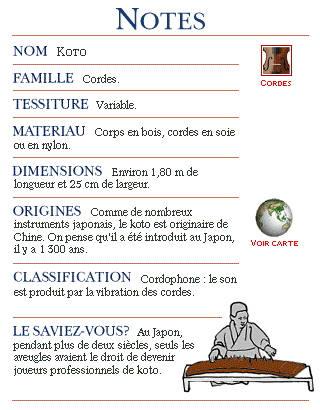 NOTES
NOM KOTO
Cordes
FAMILLE Cordes.
TESSITURE Variable.
MATERIAU Corps en bois, cordes en soie
ou en nylon.
DIMENSIONS Environ 1,80 m de
longueur et 25 cm de largeur.
ORIGINES Comme de nombreux
instruments japonais, le koto est originaire de
Chine. On pense qu'il a été introduit au Japon,
il y a 1 300 ans.
VOIR CARTE
CLASSIFICATION Cordophone : le son
est produit par la vibration des cordes.
LE SAVIEZ-VOUS? Au Japon,
pendant plus de deux siècles, seuls les
aveugles avaient le droit de devenir
joueurs professionnels de koto.